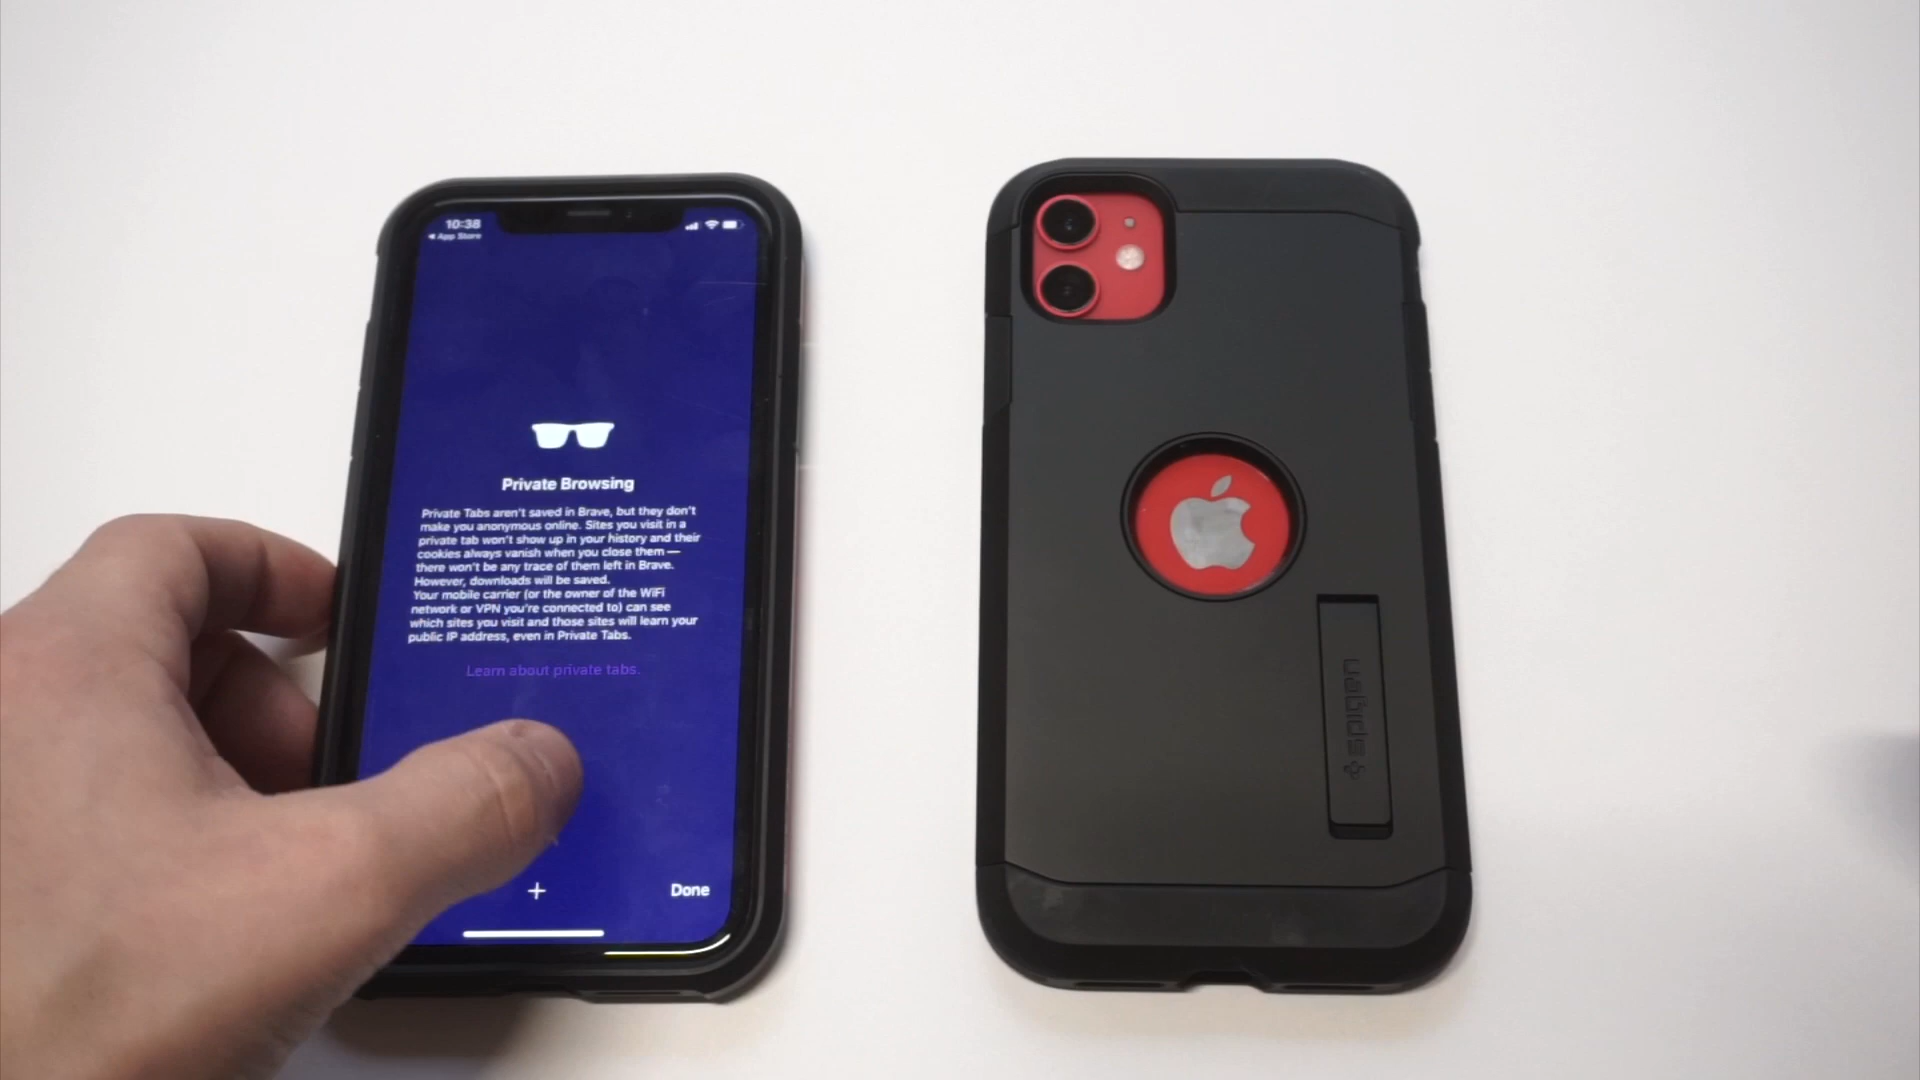 10:38
◀ App Store
Private Browsing
Private Tabs aren't saved in Brave, but they don't
make you anonymous online. Sites you visit in a
private tab won't show up in your history and their
cookies always vanish when you close them —
there won't be any trace of them left in Brave.
However, downloads will be saved.
Your mobile carrier (or the owner of the WiFi
network or VPN you're connected to) can see
which sites you visit and those sites will learn your
public IP address, even in Private Tabs.
Learn about private tabs.
+
Done
spigen